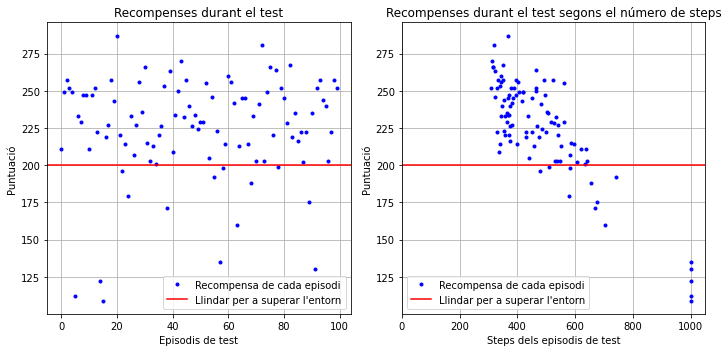 Recompenses durant el test
Puntuació
275
250
225
200
175
150
125
0
20
40
60
80
100
Episodis de test
Recompensa de cada episodi
Llindar per a superar l'entorn
Recompenses durant el test segons el número de steps
Puntuació
275
250
225
200
175
150
125
0
200
400
600
800
1000
Steps dels episodis de test
Recompensa de cada episodi
Llindar per a superar l'entorn